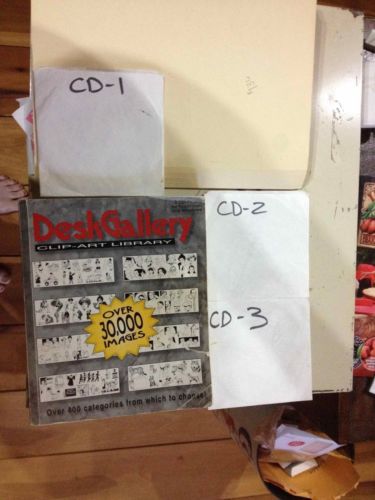 CD-1
DeskGallery
CLIP-ART LIBRARY
CD-2
OVER
30,000
IMAGES
CD-3
Over 800 categories from which to choose!